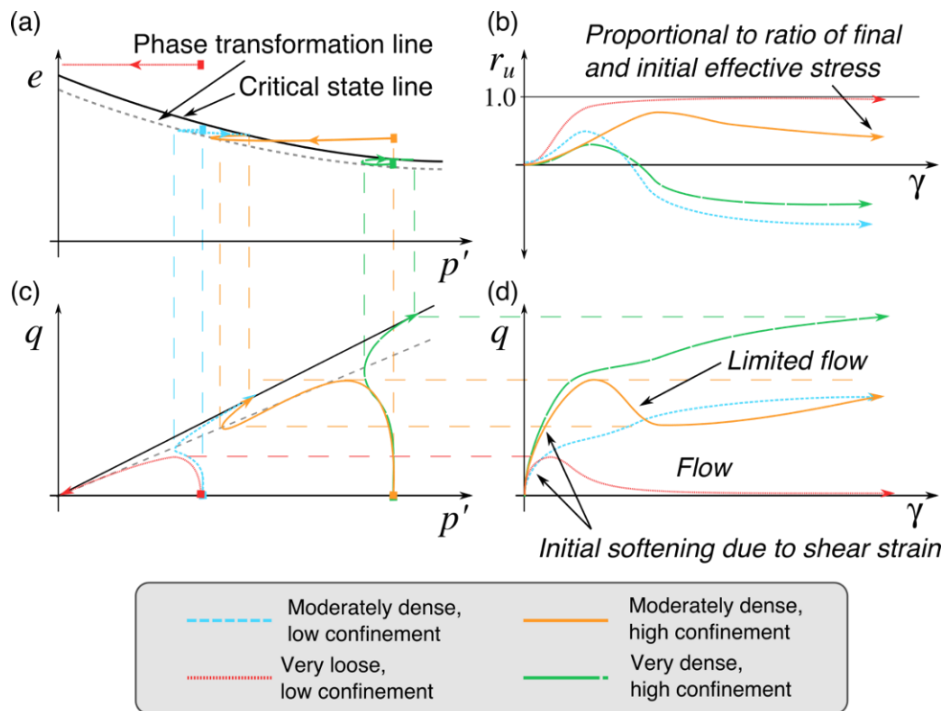 (a)
Phase transformation line
e
Critical state line
p'
(b)
Proportional to ratio of final
and initial effective stress
r_u
1.0
γ
(c)
q
p'
(d)
q
Limited flow
Flow
γ
Initial softening due to shear strain
Moderately dense,
low confinement
Moderately dense,
high confinement
Very loose,
low confinement
Very dense,
high confinement